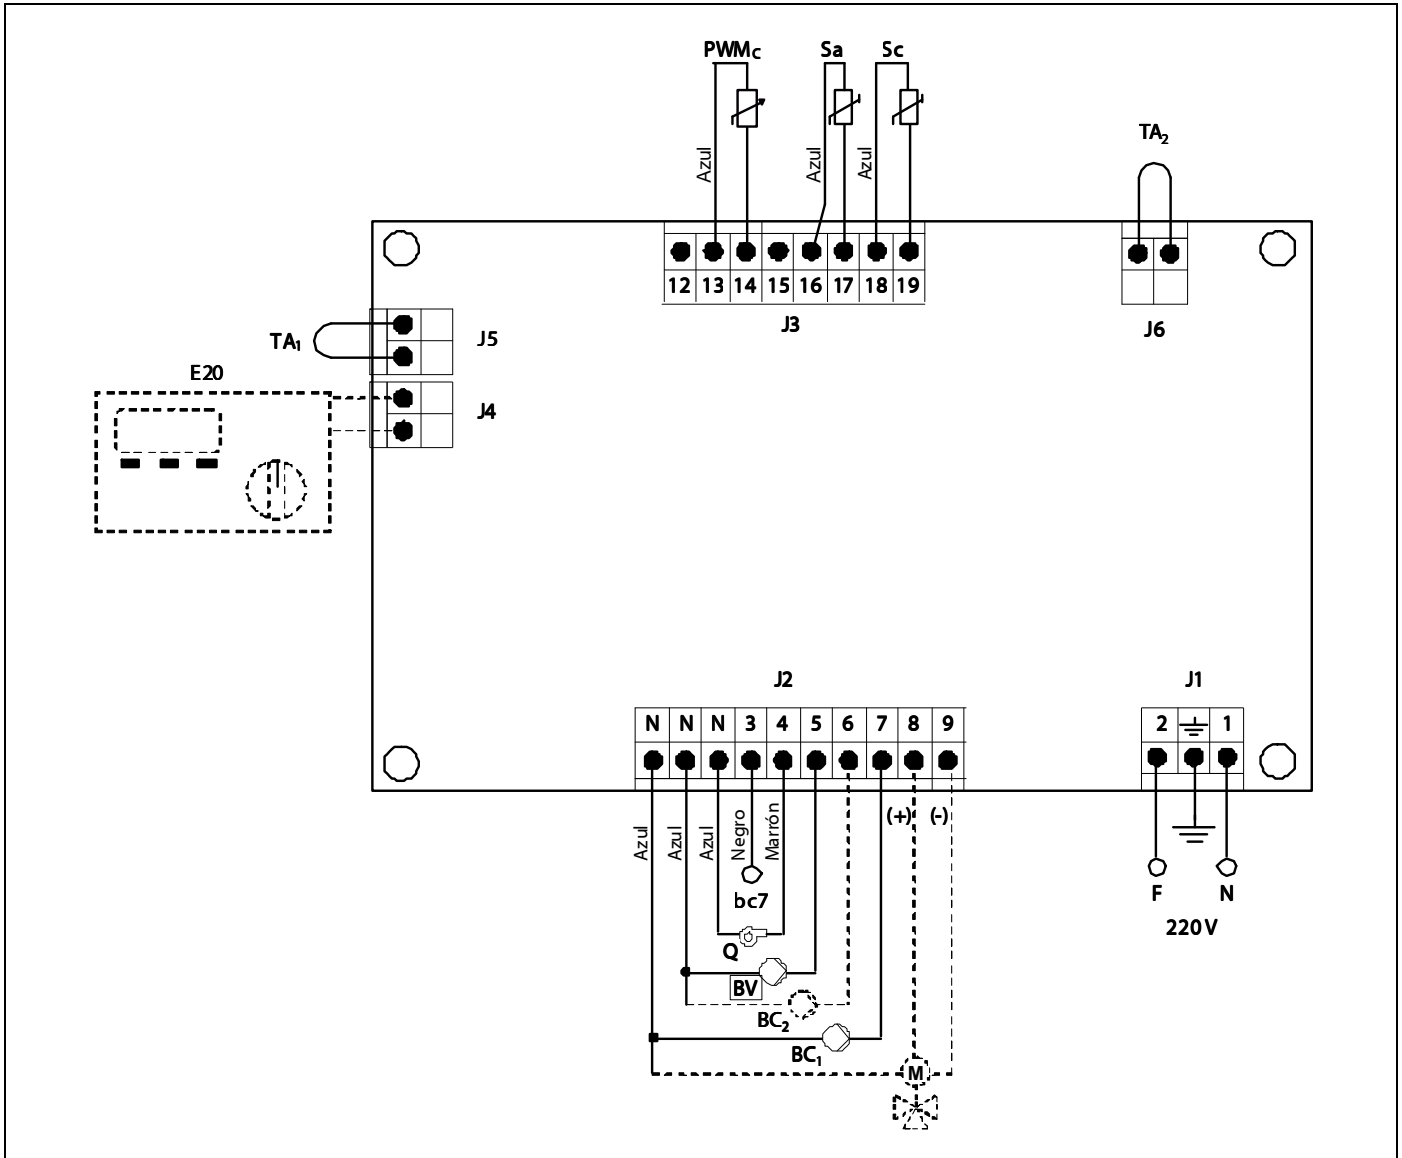 PWMC Sa Sc
TA2
Azul Azul Azul
12 13 14 15 16 17 18 19
J3
J6
TA1
J5
E20
J4
J2
J1
N N N 3 4 5 6 7 8 9
2 1
Azul Azul Azul Negro Marrón
(+) (-)
bc7
F N
220 V
Q
BV
BC2
BC1
M